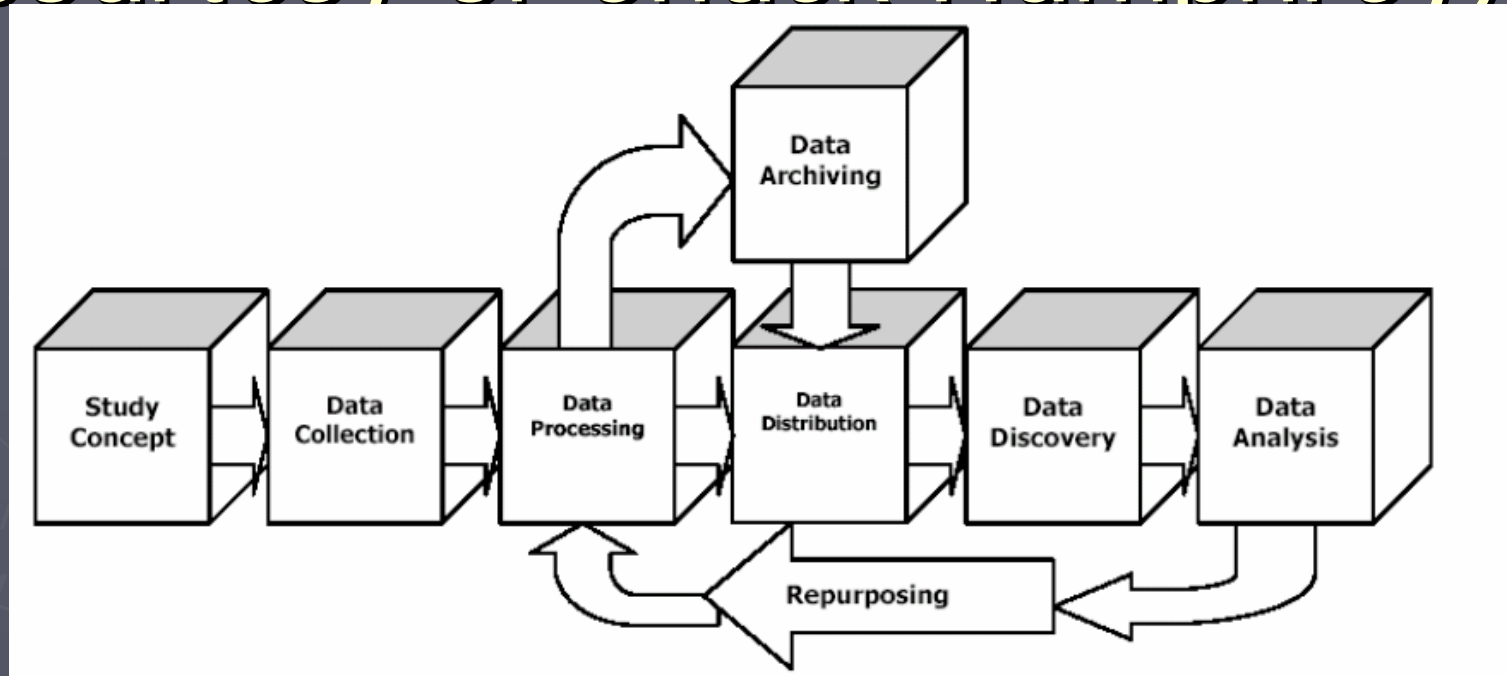 Data
Archiving
Study
Concept
Data
Collection
Data
Processing
Data
Distribution
Data
Discovery
Data
Analysis
Repurposing